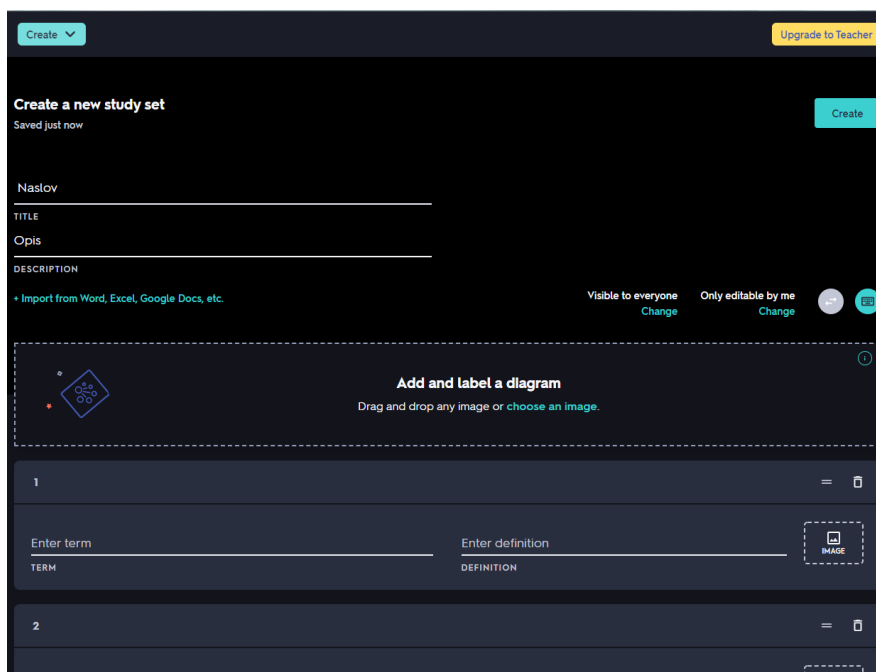 Create
Upgrade to Teacher
Create a new study set
Saved just now
Create
Naslov
TITLE
Opis
DESCRIPTION
+ Import from Word, Excel, Google Docs, etc.
Visible to everyone
Change
Only editable by me
Change
Add and label a diagram
Drag and drop any image or choose an image.
1
Enter term
TERM
Enter definition
DEFINITION
IMAGE
2